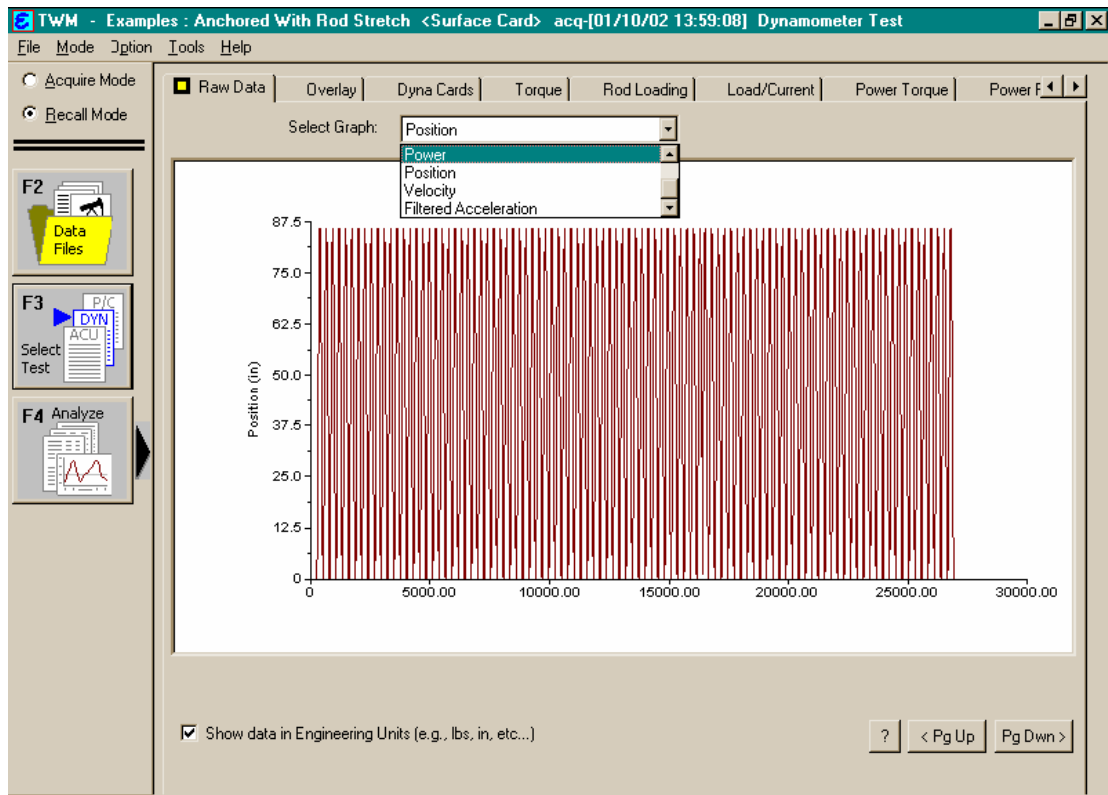 TWM - Examples : Anchored With Rod Stretch <Surface Card> acq-[01/10/02 13:59:08] Dynamometer Test
File Mode Option Tools Help
Acquire Mode
Recall Mode
F2
Data
Files
F3
P/C
DYN
ACU
Select
Test
F4 Analyze
Raw Data Overlay Dyna Cards Torque Rod Loading Load/Current Power Torque Power
Select Graph: Position
Power
Position
Velocity
Filtered Acceleration
87.5
75.0
62.5
50.0
37.5
25.0
12.5
0
Position (in)
0 5000.00 10000.00 15000.00 20000.00 25000.00 30000.00
Show data in Engineering Units (e.g., lbs, in, etc...)
? < Pg Up Pg Dwn >